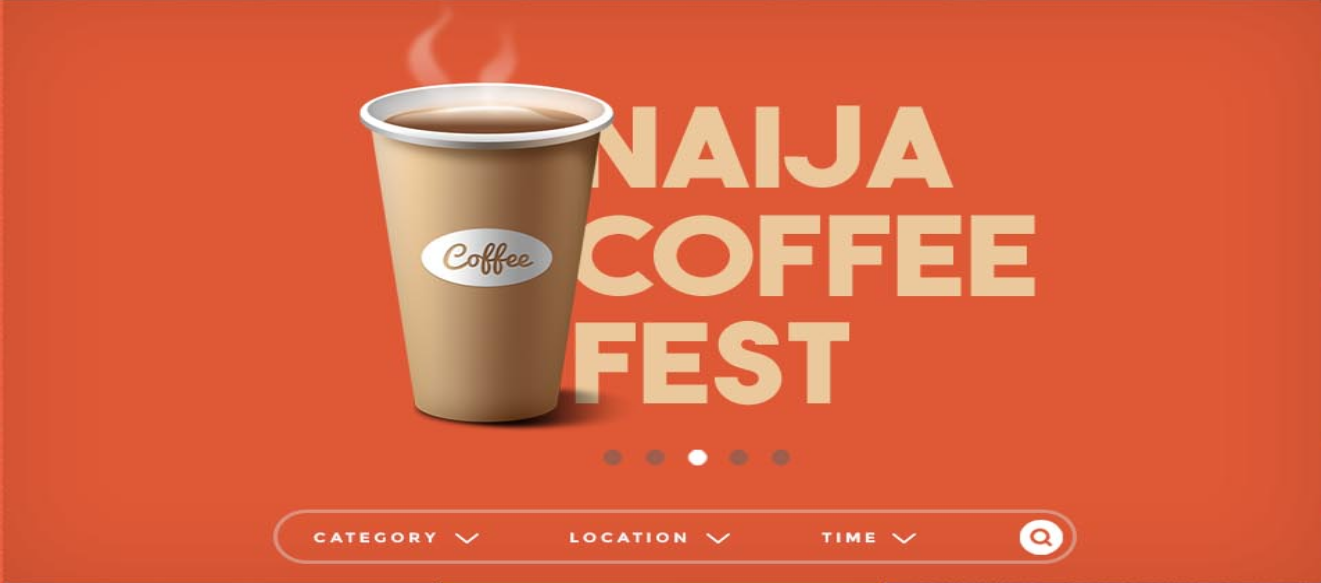 NAIJA
COFFEE
FEST
Coffee
CATEGORY LOCATION TIME